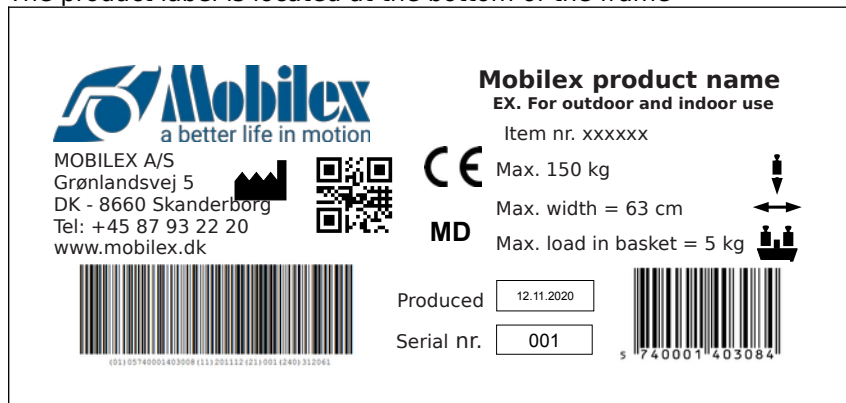 The product label is located at the bottom of the frame
Mobilex
a better life in motion
MOBILEX A/S
Grønlandsvej 5
DK - 8660 Skanderborg
Tel: +45 87 93 22 20
www.mobilex.dk
(01) 05740001403008 (11) 201112 (21) 001 (240) 312061
Mobilex product name
EX. For outdoor and indoor use
Item nr. xxxxxx
CE
Max. 150 kg
Max. width = 63 cm
MD
Max. load in basket = 5 kg
Produced 12.11.2020
Serial nr. 001
5 740001 403084